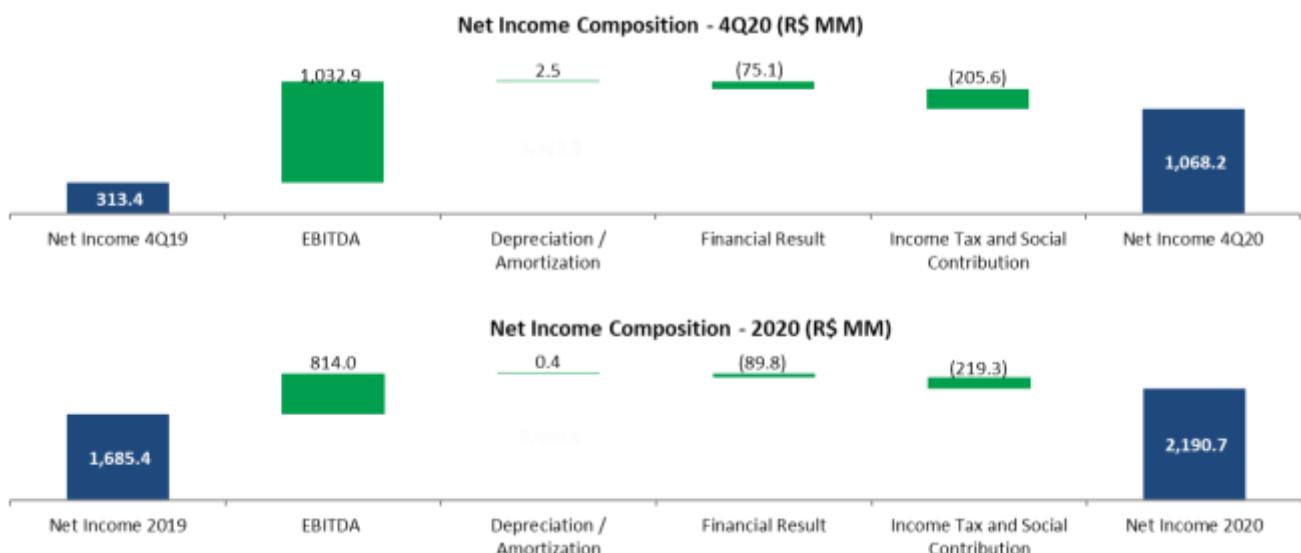 Net Income Composition - 4Q20 (R$ MM)
1,032.9
2.5
(75.1)
(205.6)
313.4
1,068.2
Net Income 4Q19
EBITDA
Depreciation /
Amortization
Financial Result
Income Tax and Social
Contribution
Net Income 4Q20
Net Income Composition - 2020 (R$ MM)
814.0
0.4
(89.8)
(219.3)
1,685.4
2,190.7
Net Income 2019
EBITDA
Depreciation /
Amortization
Financial Result
Income Tax and Social
Contribution
Net Income 2020